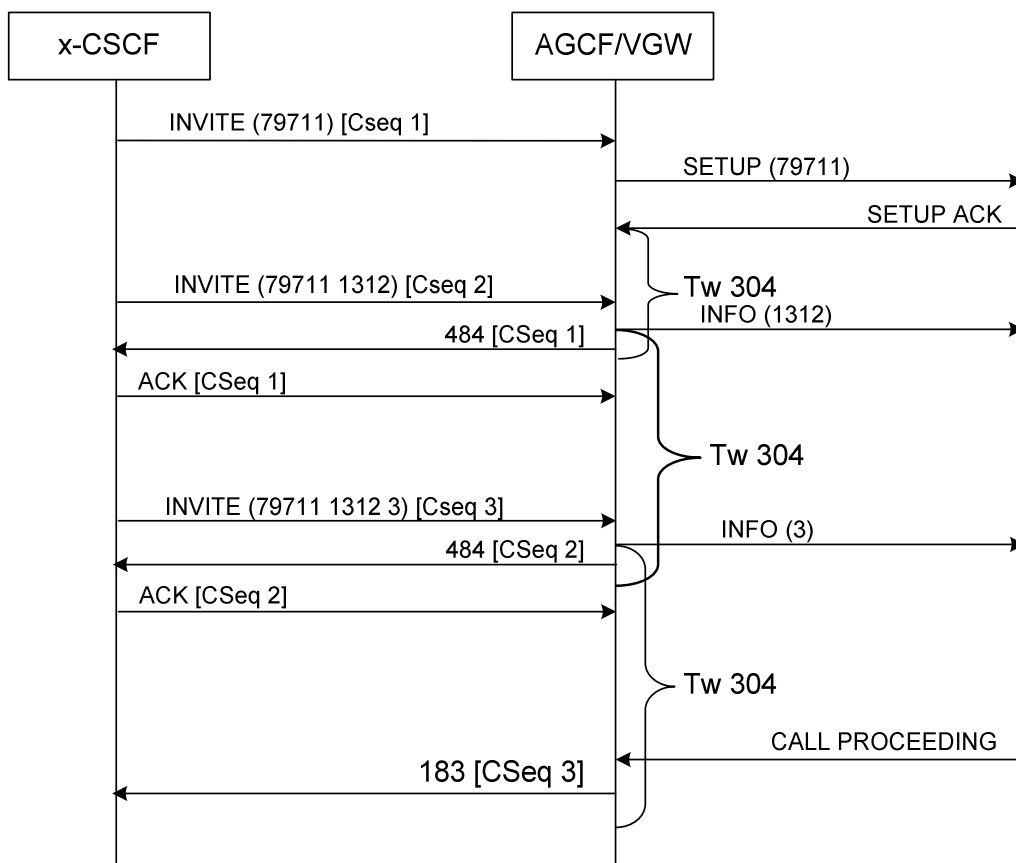 x-CSCF
AGCF/VGW
INVITE (79711) [Cseq 1]
SETUP (79711)
SETUP ACK
INVITE (79711 1312) [Cseq 2]
Tw 304
INFO (1312)
484 [CSeq 1]
ACK [CSeq 1]
Tw 304
INVITE (79711 1312 3) [Cseq 3]
INFO (3)
484 [CSeq 2]
ACK [CSeq 2]
Tw 304
CALL PROCEEDING
183 [CSeq 3]